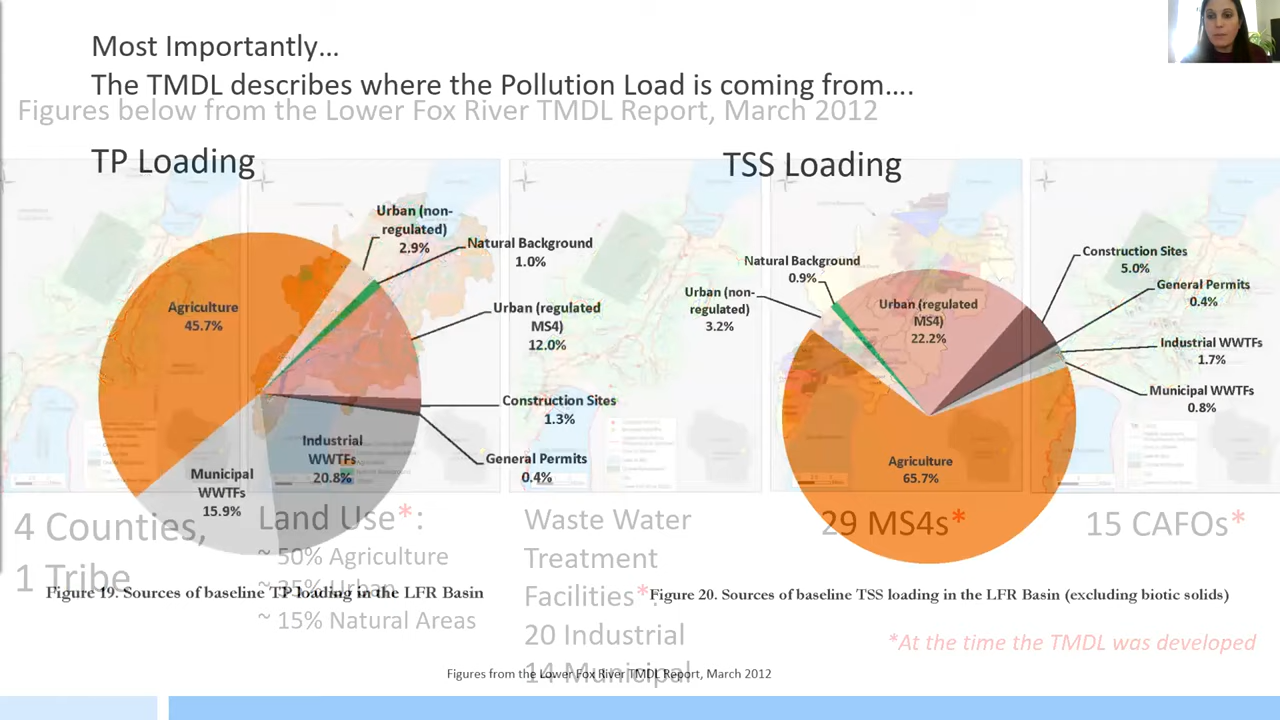 Most Importantly…
The TMDL describes where the Pollution Load is coming from….
Figures below from the Lower Fox River TMDL Report, March 2012
TP Loading
TSS Loading
Urban (non-
regulated)
2.9%
Natural Background
1.0%
Agriculture
45.7%
Urban (regulated
MS4)
12.0%
Construction Sites
1.3%
General Permits
0.4%
Industrial
WWTFs
20.8%
Municipal
WWTFs
15.9%
Natural Background
0.9%
Urban (non-
regulated)
3.2%
Urban (regulated
MS4)
22.2%
Construction Sites
5.0%
General Permits
0.4%
Industrial WWTFs
1.7%
Municipal WWTFs
0.8%
Agriculture
65.7%
4 Counties,
1 Tribe
Land Use*:
~ 50% Agriculture
~ 35% Urban
~ 15% Natural Areas
Waste Water
Treatment
Facilities*:
20 Industrial
14 Municipal
29 MS4s*
15 CAFOs*
Figure 19. Sources of baseline TP loading in the LFR Basin
Figure 20. Sources of baseline TSS loading in the LFR Basin (excluding biotic solids)
*At the time the TMDL was developed
Figures from the Lower Fox River TMDL Report, March 2012